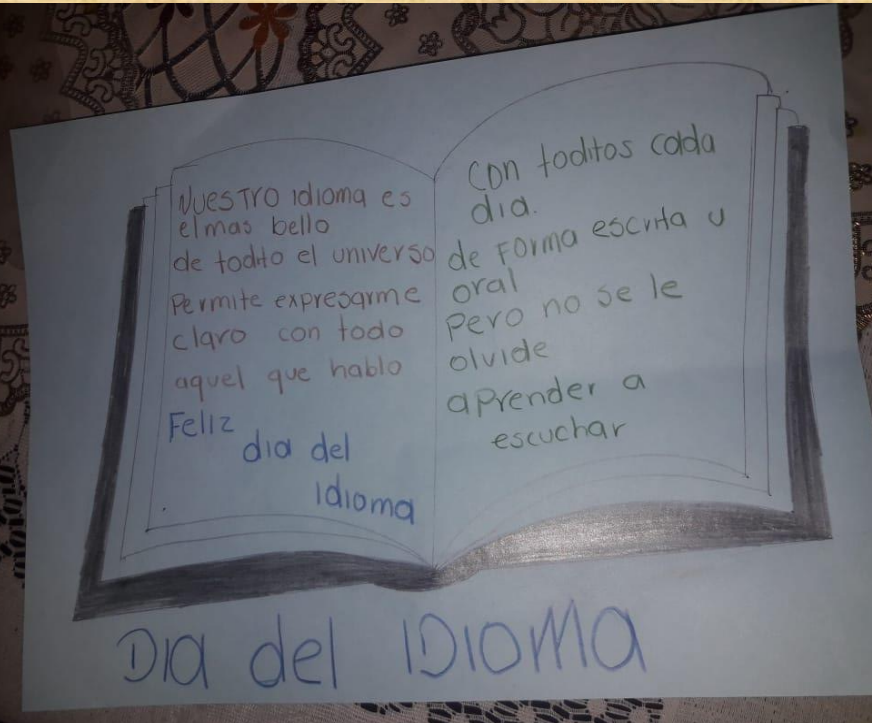 NUESTRO idioma es
elmas bello
de todito el universo
Permite expresarme
claro con todo
aquel que hablo
Feliz
dia del
idioma
Con toditos cada
dia.
de Forma escrita y
oral
Pero no se le
olvide
aprender a
escuchar
DIA del IDIOMA